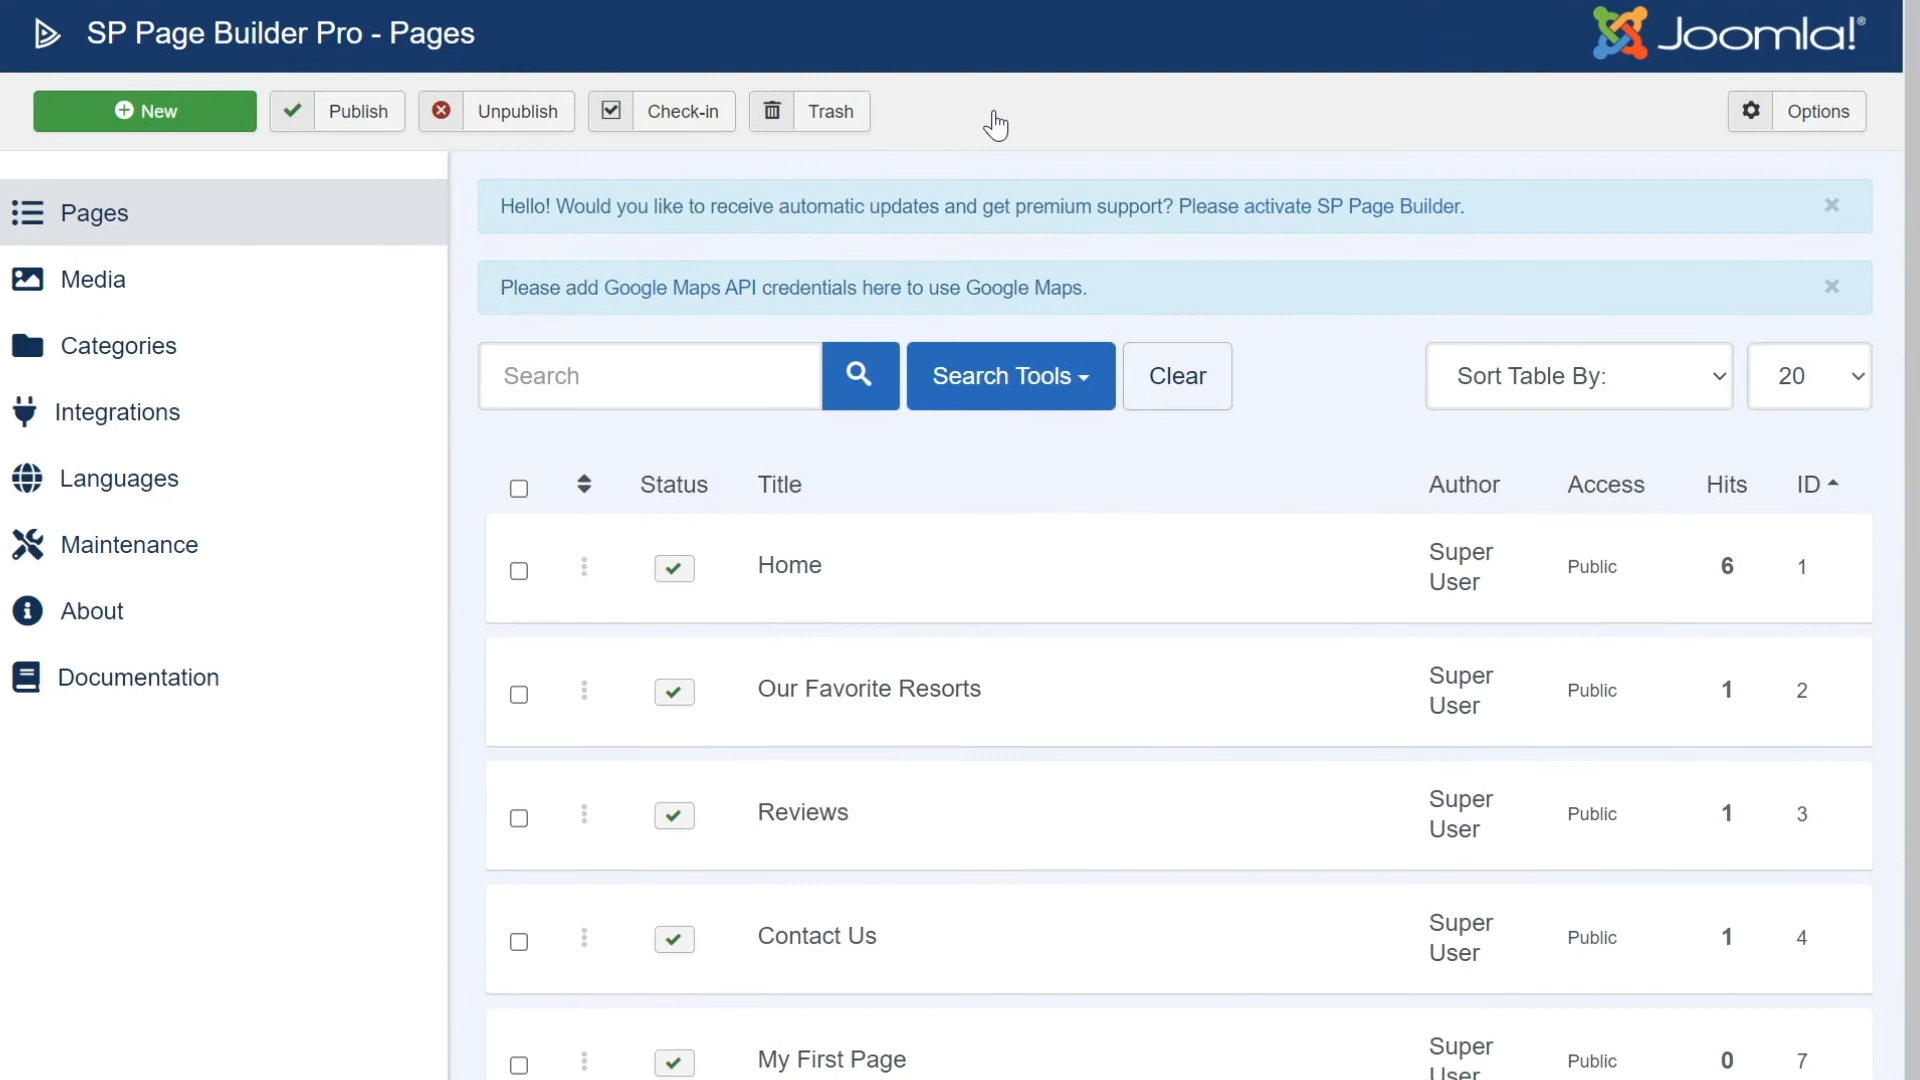 SP Page Builder Pro - Pages
Joomla!®
New
Publish
Unpublish
Check-in
Trash
Options
Pages
Media
Categories
Integrations
Languages
Maintenance
About
Documentation
Hello! Would you like to receive automatic updates and get premium support? Please activate SP Page Builder.
Please add Google Maps API credentials here to use Google Maps.
Search
Search Tools
Clear
Sort Table By:
20
Status Title Author Access Hits ID
Home Super User Public 6 1
Our Favorite Resorts Super User Public 1 2
Reviews Super User Public 1 3
Contact Us Super User Public 1 4
My First Page Super User Public 0 7